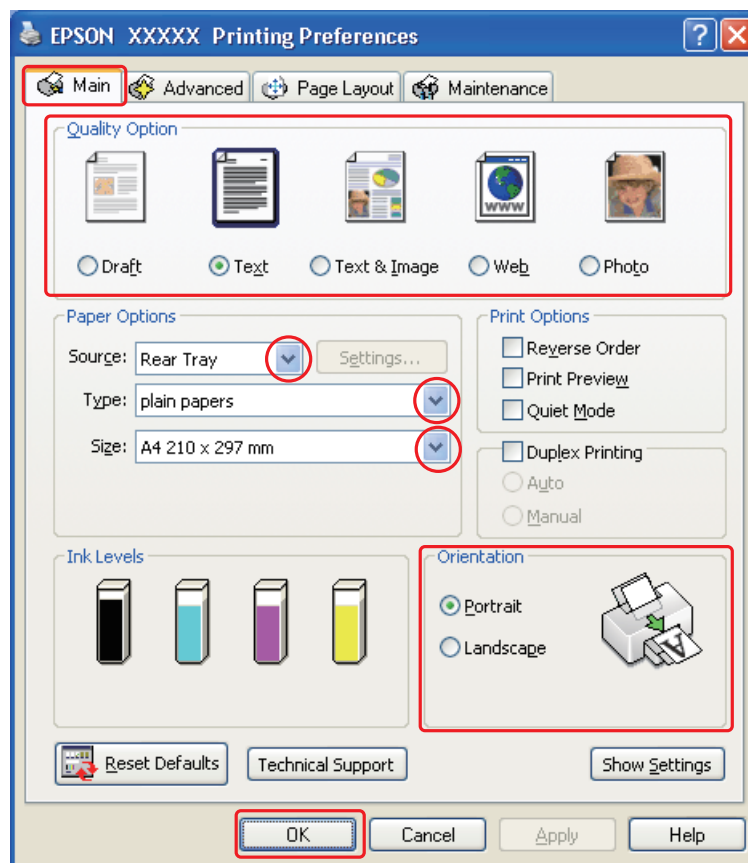 EPSON XXXXX Printing Preferences
Main Advanced Page Layout Maintenance
Quality Option
www
Draft Text Text & Image Web Photo
Paper Options
Source: Rear Tray Settings...
Type: plain papers
Size: A4 210 x 297 mm
Print Options
Reverse Order
Print Preview
Quiet Mode
Duplex Printing
Auto
Manual
Ink Levels
Orientation
Portrait
Landscape
A
Reset Defaults Technical Support Show Settings
OK Cancel Apply Help